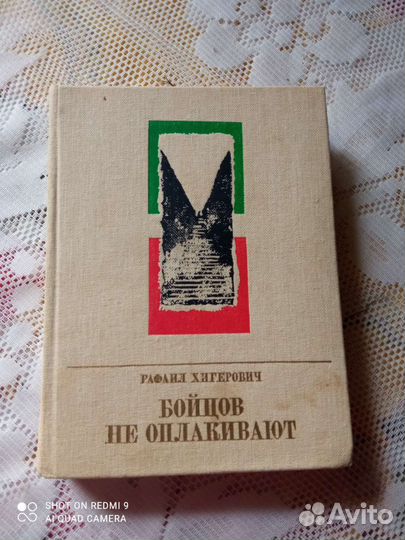 РАФАИЛ ХИГЕРОВИЧ
БОЙЦОВ
НЕ ОПЛАКИВАЮТ
SHOT ON REDMI 9
AI QUAD CAMERA
Avito